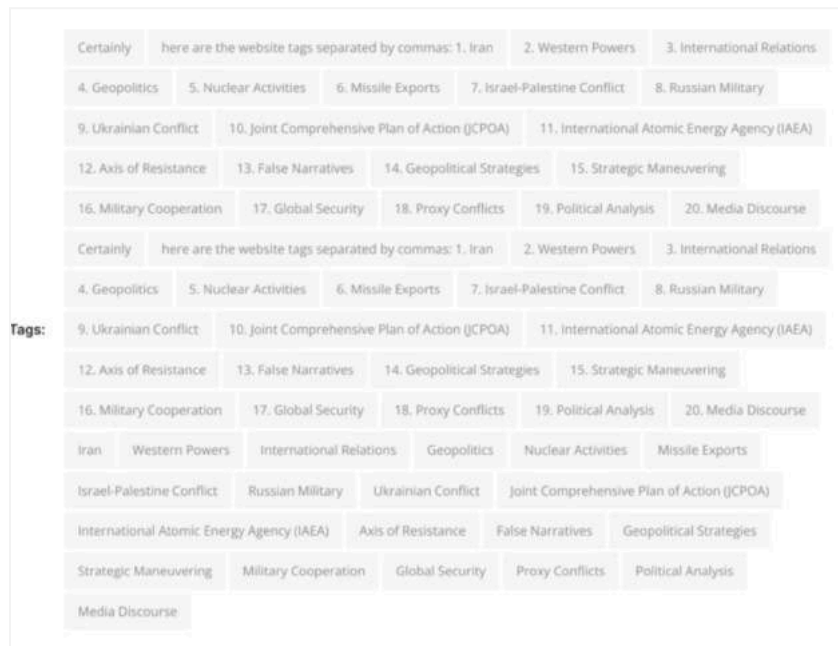 Certainly here are the website tags separated by commas: 1. Iran 2. Western Powers 3. International Relations
4. Geopolitics 5. Nuclear Activities 6. Missile Exports 7. Israel-Palestine Conflict 8. Russian Military
9. Ukrainian Conflict 10. Joint Comprehensive Plan of Action (JCPOA) 11. International Atomic Energy Agency (IAEA)
12. Axis of Resistance 13. False Narratives 14. Geopolitical Strategies 15. Strategic Maneuvering
16. Military Cooperation 17. Global Security 18. Proxy Conflicts 19. Political Analysis 20. Media Discourse
Certainly here are the website tags separated by commas: 1. Iran 2. Western Powers 3. International Relations
4. Geopolitics 5. Nuclear Activities 6. Missile Exports 7. Israel-Palestine Conflict 8. Russian Military
Tags: 9. Ukrainian Conflict 10. Joint Comprehensive Plan of Action (JCPOA) 11. International Atomic Energy Agency (IAEA)
12. Axis of Resistance 13. False Narratives 14. Geopolitical Strategies 15. Strategic Maneuvering
16. Military Cooperation 17. Global Security 18. Proxy Conflicts 19. Political Analysis 20. Media Discourse
Iran Western Powers International Relations Geopolitics Nuclear Activities Missile Exports
Israel-Palestine Conflict Russian Military Ukrainian Conflict Joint Comprehensive Plan of Action (JCPOA)
International Atomic Energy Agency (IAEA) Axis of Resistance False Narratives Geopolitical Strategies
Strategic Maneuvering Military Cooperation Global Security Proxy Conflicts Political Analysis
Media Discourse